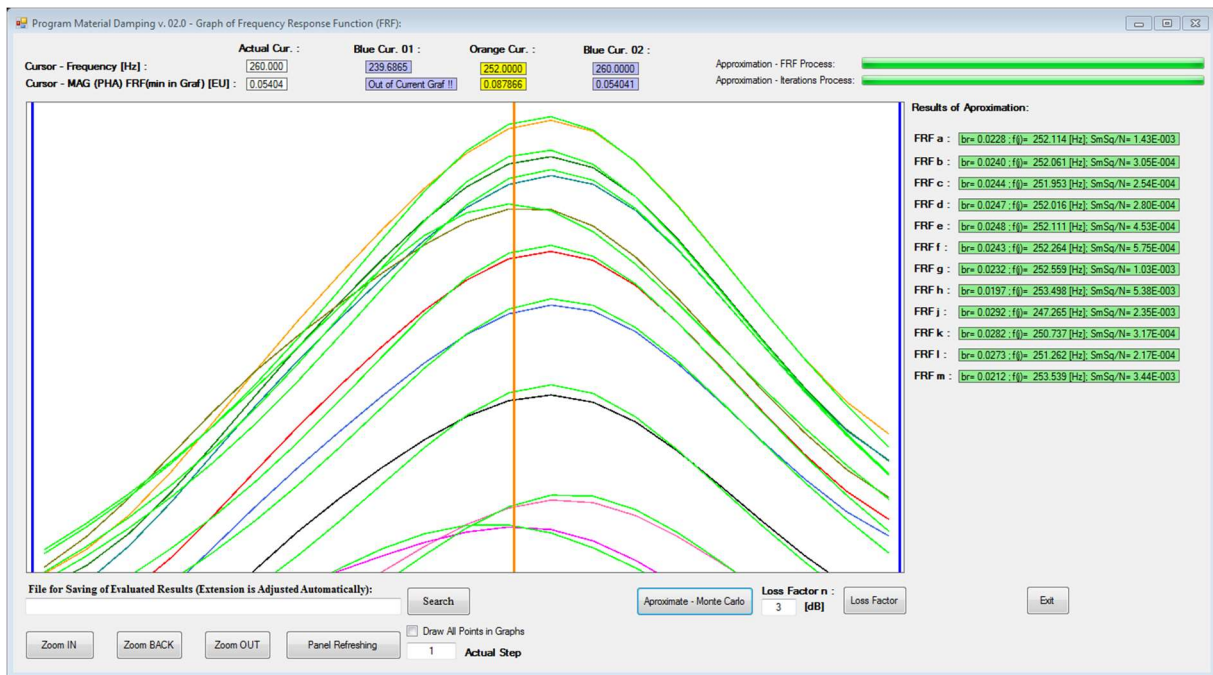 Program Material Damping v. 02.0 - Graph of Frequency Response Function (FRF):
Actual Cur. : Blue Cur. 01 : Orange Cur. : Blue Cur. 02 :
Cursor - Frequency [Hz] : 260.000 239.6865 252.0000 260.0000
Cursor - MAG (PHA) FRF(min in Graf) [EU] : 0.05404 Out of Current Graf !! 0.087866 0.054041
Approximation - FRF Process:
Approximation - Iterations Process:
Results of Aproximation:
FRF a : br= 0.0228 ; f(j)= 252.114 [Hz]; SmSq/N= 1.43E-003
FRF b : br= 0.0240 ; f(j)= 252.061 [Hz]; SmSq/N= 3.05E-004
FRF c : br= 0.0244 ; f(j)= 251.953 [Hz]; SmSq/N= 2.54E-004
FRF d : br= 0.0247 ; f(j)= 252.016 [Hz]; SmSq/N= 2.80E-004
FRF e : br= 0.0248 ; f(j)= 252.111 [Hz]; SmSq/N= 4.53E-004
FRF f : br= 0.0243 ; f(j)= 252.264 [Hz]; SmSq/N= 5.75E-004
FRF g : br= 0.0232 ; f(j)= 252.559 [Hz]; SmSq/N= 1.03E-003
FRF h : br= 0.0197 ; f(j)= 253.498 [Hz]; SmSq/N= 5.38E-003
FRF j : br= 0.0292 ; f(j)= 247.265 [Hz]; SmSq/N= 2.35E-003
FRF k : br= 0.0282 ; f(j)= 250.737 [Hz]; SmSq/N= 3.17E-004
FRF l : br= 0.0273 ; f(j)= 251.262 [Hz]; SmSq/N= 2.17E-004
FRF m : br= 0.0212 ; f(j)= 253.539 [Hz]; SmSq/N= 3.44E-003
File for Saving of Evaluated Results (Extension is Adjusted Automatically):
Search
Aproximate - Monte Carlo
Loss Factor n :
3 [dB]
Loss Factor
Exit
Zoom IN Zoom BACK Zoom OUT Panel Refreshing
Draw All Points in Graphs
1 Actual Step